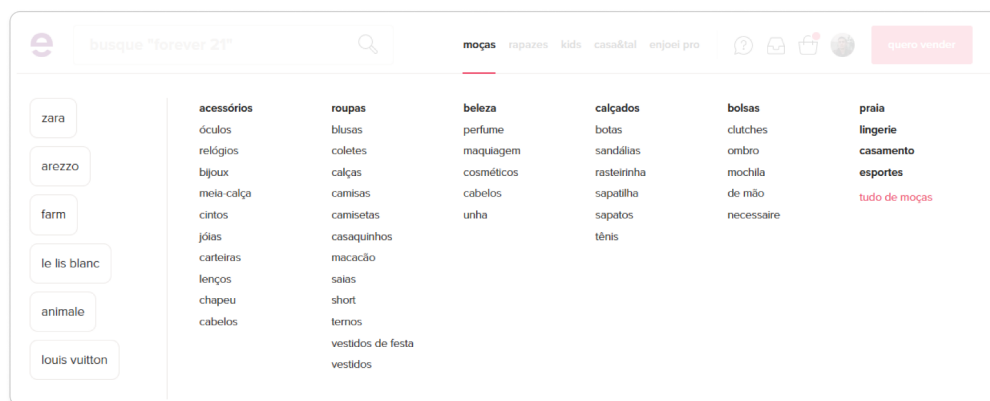 e
busque "forever 21"
moças rapazes kids casa&tal enjoei pro
quero vender
zara
arezzo
farm
le lis blanc
animale
louis vuitton
acessórios
óculos
relógios
bijoux
meia-calça
cintos
jóias
carteiras
lenços
chapeu
cabelos
roupas
blusas
coletes
calças
camisas
camisetas
casaquinhos
macacão
saias
short
ternos
vestidos de festa
vestidos
beleza
perfume
maquiagem
cosméticos
cabelos
unha
calçados
botas
sandálias
rasteirinha
sapatilha
sapatos
tênis
bolsas
clutches
ombro
mochila
de mão
necessaire
praia
lingerie
casamento
esportes
tudo de moças